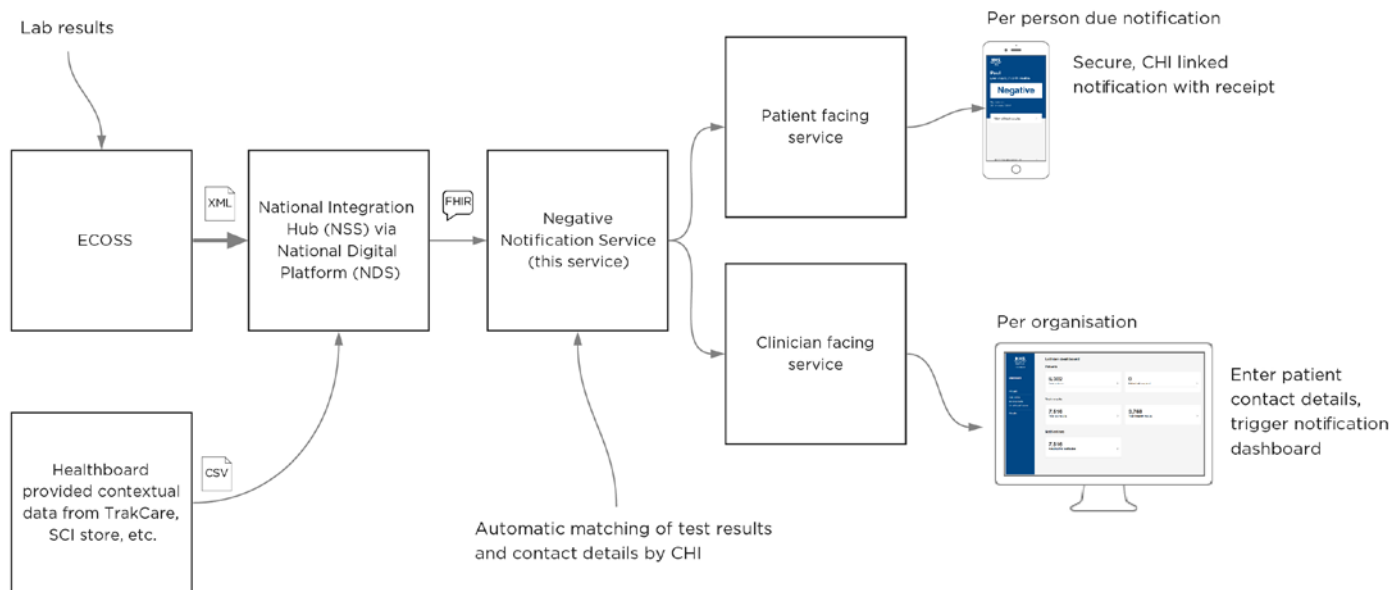 Lab results
ECOSS
XML
National Integration
Hub (NSS) via
National Digital
Platform (NDS)
Healthboard
provided contextual
data from TrakCare,
SCI store, etc.
CSV
FHIR
Negative
Notification Service
(this service)
Automatic matching of test results
and contact details by CHI
Patient facing
service
Clinician facing
service
Per person due notification
Negative
Secure, CHI linked
notification with receipt
Per organisation
Enter patient
contact details,
trigger notification
dashboard